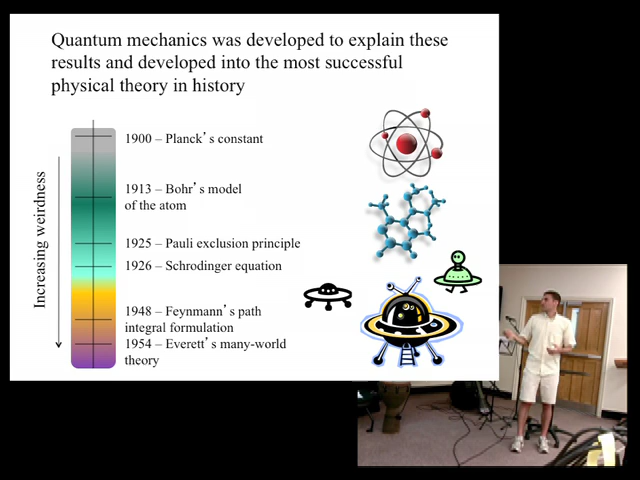 Quantum mechanics was developed to explain these
results and developed into the most successful
physical theory in history
Increasing weirdness
1900 – Planck's constant
1913 – Bohr's model
of the atom
1925 – Pauli exclusion principle
1926 – Schrodinger equation
1948 – Feynmann's path
integral formulation
1954 – Everett's many-world
theory